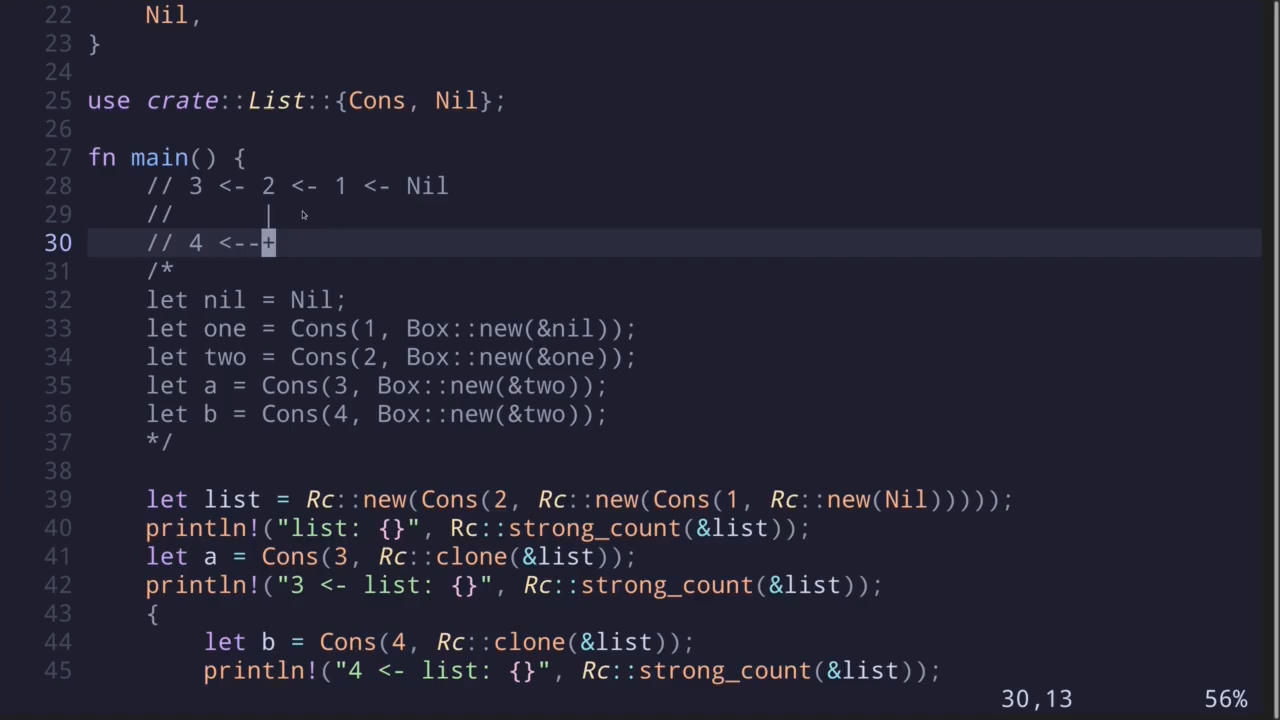 22     Nil,
23 }
24
25 use crate::List::{Cons, Nil};
26
27 fn main() {
28     // 3 <- 2 <- 1 <- Nil
29     //      |
30     // 4 <--+
31     /*
32     let nil = Nil;
33     let one = Cons(1, Box::new(&nil));
34     let two = Cons(2, Box::new(&one));
35     let a = Cons(3, Box::new(&two));
36     let b = Cons(4, Box::new(&two));
37     */
38
39     let list = Rc::new(Cons(2, Rc::new(Cons(1, Rc::new(Nil)))));
40     println!("list: {}", Rc::strong_count(&list));
41     let a = Cons(3, Rc::clone(&list));
42     println!("3 <- list: {}", Rc::strong_count(&list));
43     {
44         let b = Cons(4, Rc::clone(&list));
45         println!("4 <- list: {}", Rc::strong_count(&list));
30,13 56%